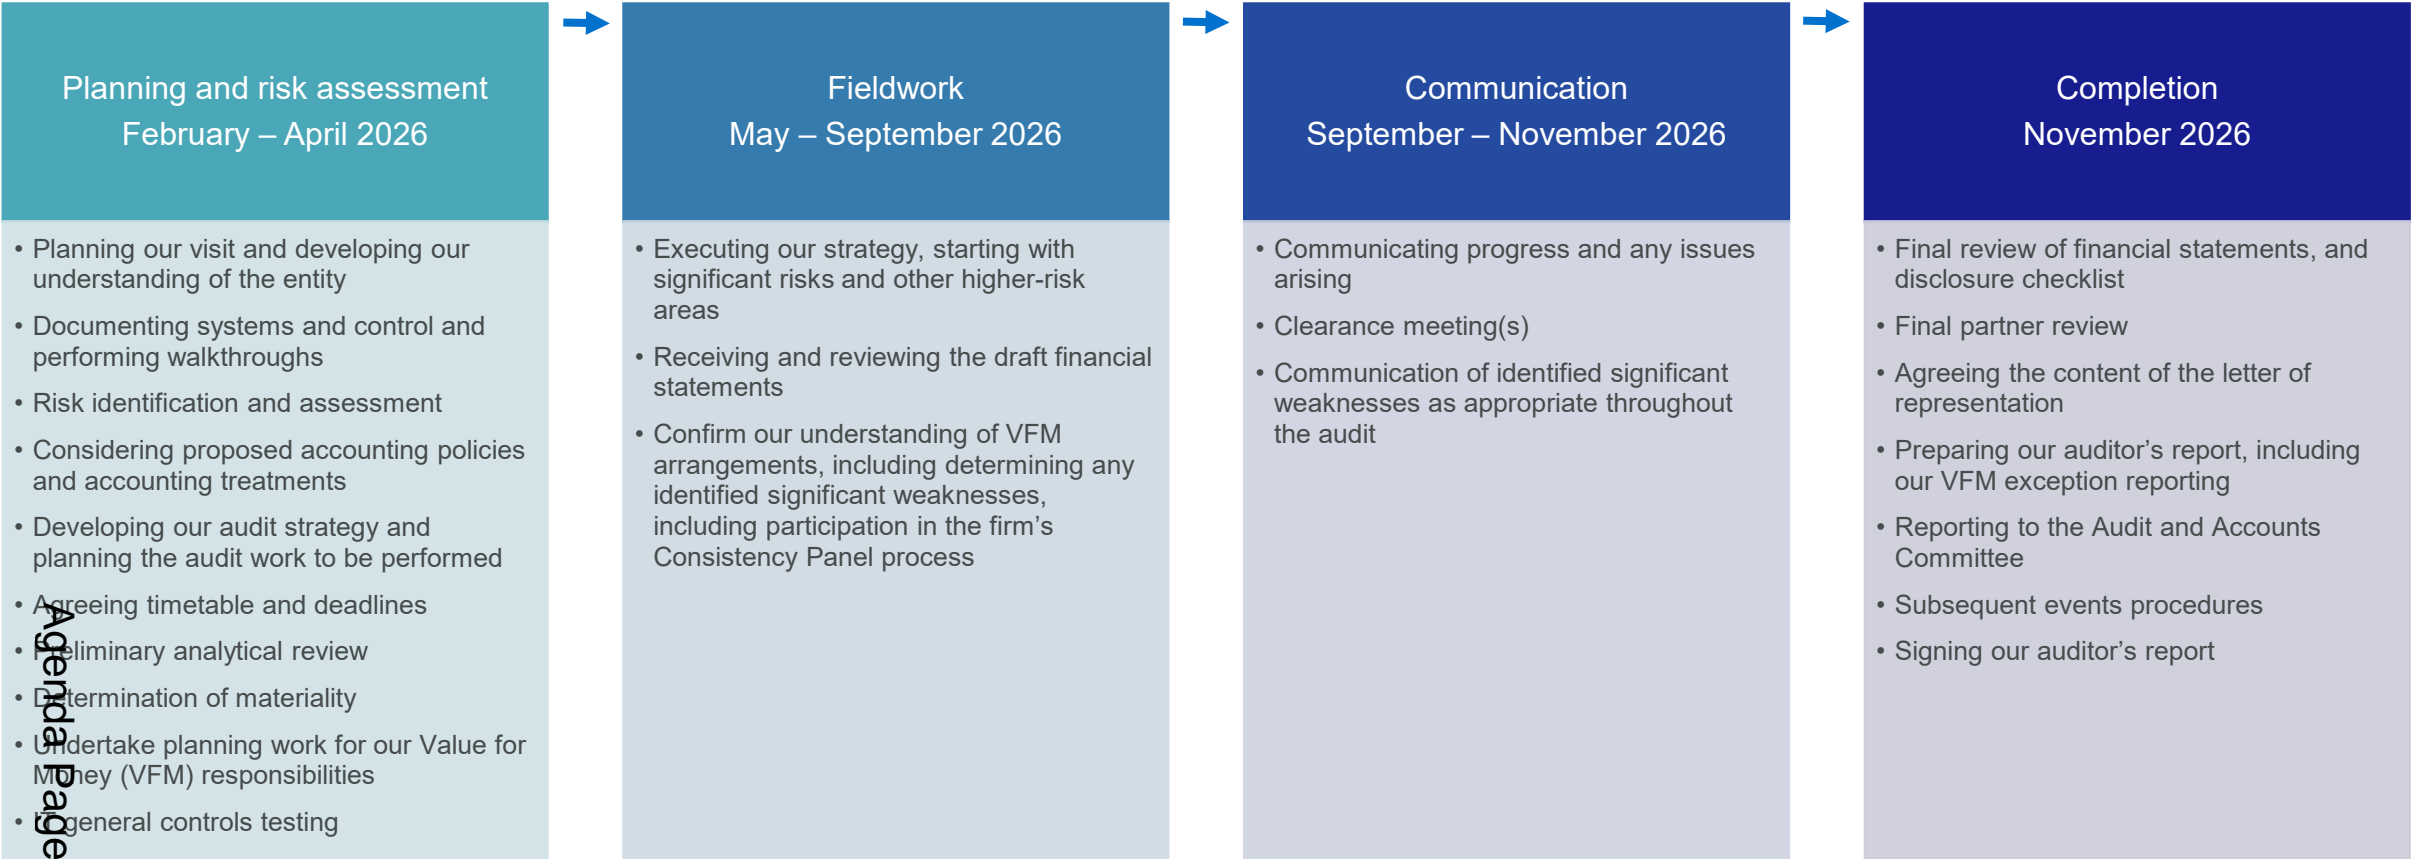 Planning and risk assessment
February – April 2026
• Planning our visit and developing our
understanding of the entity
• Documenting systems and control and
performing walkthroughs
• Risk identification and assessment
• Considering proposed accounting policies
and accounting treatments
• Developing our audit strategy and
planning the audit work to be performed
• Agreeing timetable and deadlines
• Preliminary analytical review
• Determination of materiality
• Undertake planning work for our Value for
Money (VFM) responsibilities
• IT general controls testing
Agenda Page
Fieldwork
May – September 2026
• Executing our strategy, starting with
significant risks and other higher-risk
areas
• Receiving and reviewing the draft financial
statements
• Confirm our understanding of VFM
arrangements, including determining any
identified significant weaknesses,
including participation in the firm’s
Consistency Panel process
Communication
September – November 2026
• Communicating progress and any issues
arising
• Clearance meeting(s)
• Communication of identified significant
weaknesses as appropriate throughout
the audit
Completion
November 2026
• Final review of financial statements, and
disclosure checklist
• Final partner review
• Agreeing the content of the letter of
representation
• Preparing our auditor’s report, including
our VFM exception reporting
• Reporting to the Audit and Accounts
Committee
• Subsequent events procedures
• Signing our auditor’s report